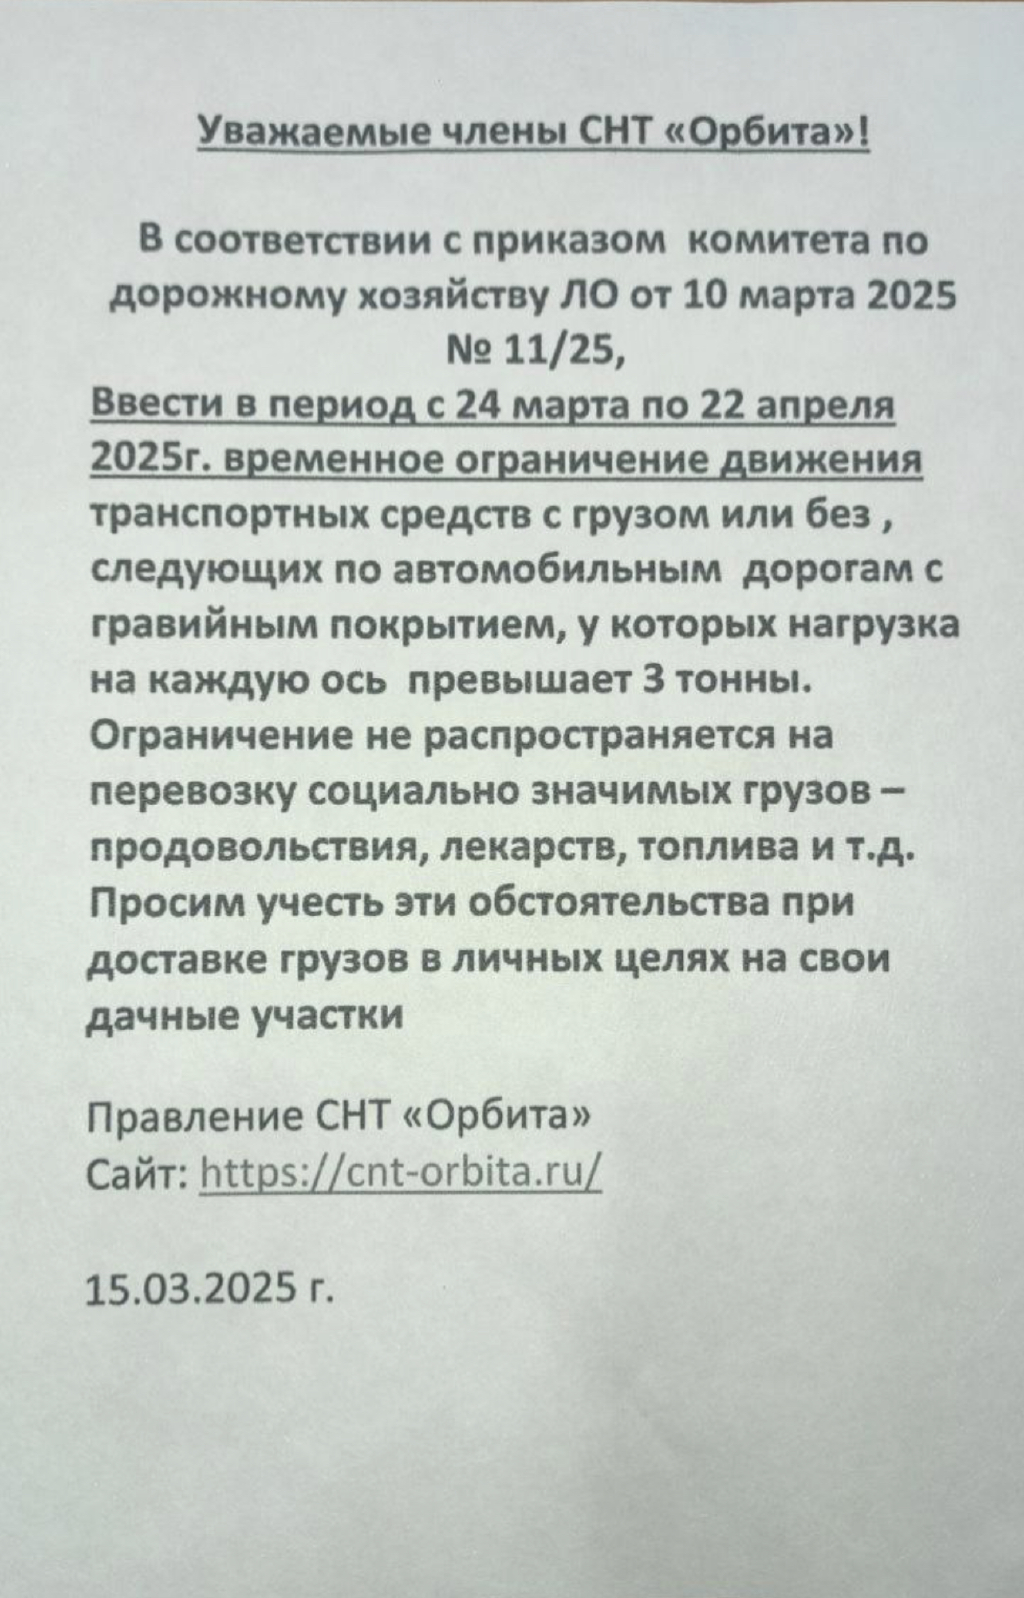 Уважаемые члены СНТ «Орбита»!
В соответствии с приказом комитета по
дорожному хозяйству ЛО от 10 марта 2025
№ 11/25,
Ввести в период с 24 марта по 22 апреля
2025г. временное ограничение движения
транспортных средств с грузом или без ,
следующих по автомобильным дорогам с
гравийным покрытием, у которых нагрузка
на каждую ось превышает 3 тонны.
Ограничение не распространяется на
перевозку социально значимых грузов –
продовольствия, лекарств, топлива и т.д.
Просим учесть эти обстоятельства при
доставке грузов в личных целях на свои
дачные участки
Правление СНТ «Орбита»
Сайт: https://cnt-orbita.ru/
15.03.2025 г.